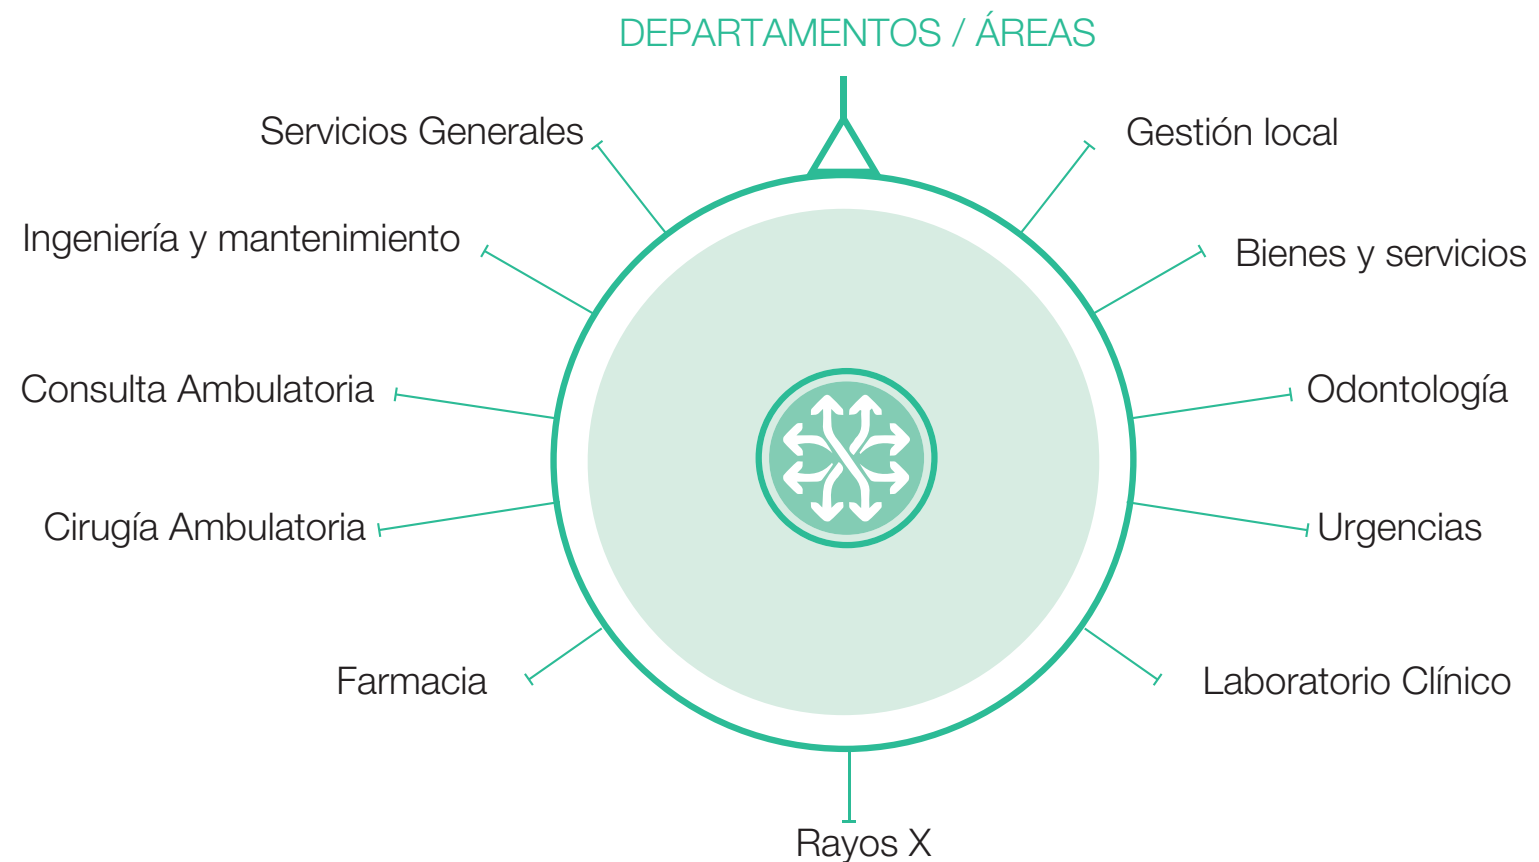 DEPARTAMENTOS / ÁREAS
Servicios Generales
Gestión local
Ingeniería y mantenimiento
Bienes y servicios
Consulta Ambulatoria
Odontología
Cirugía Ambulatoria
Urgencias
Farmacia
Laboratorio Clínico
Rayos X